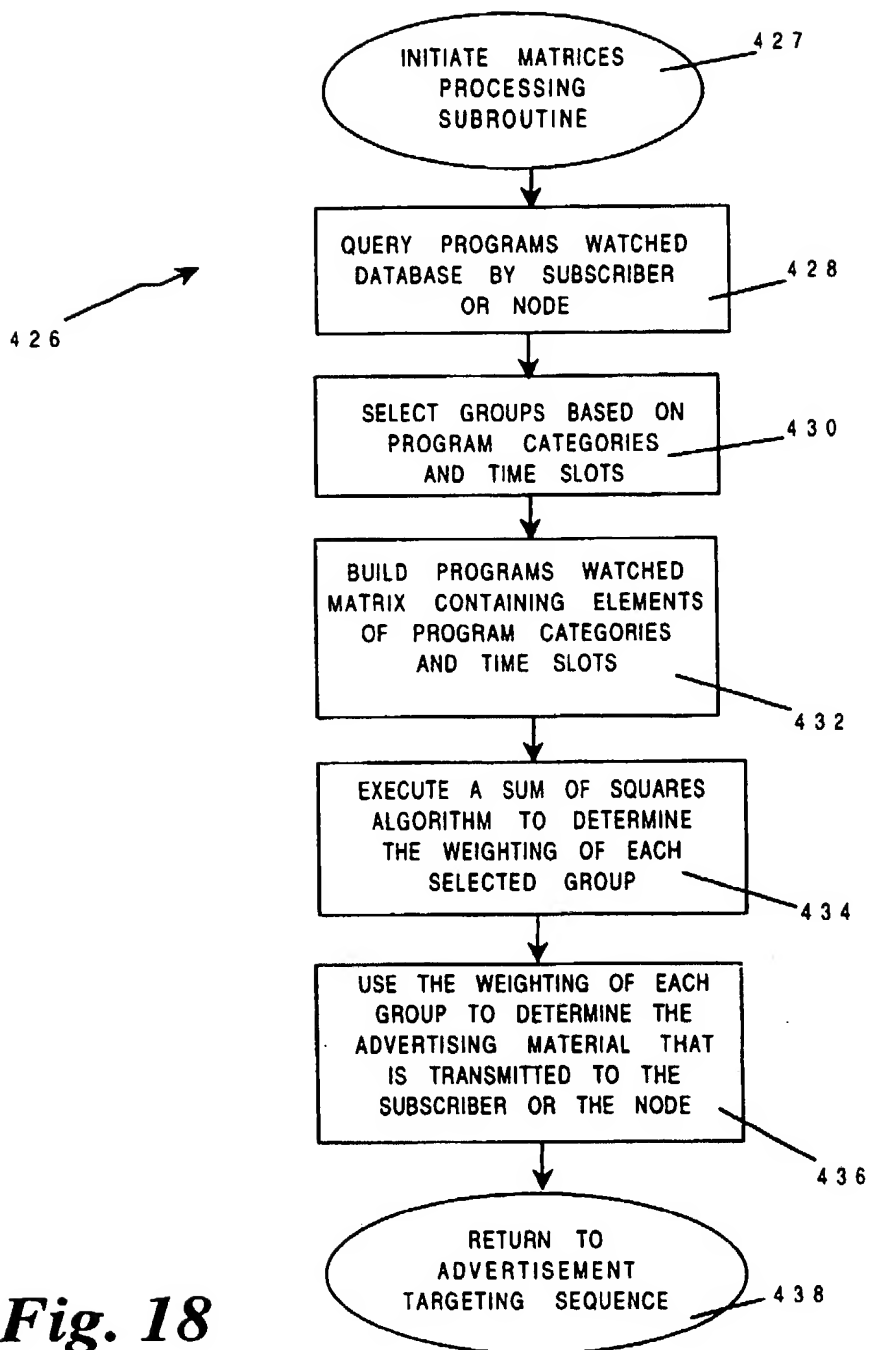 INITIATE MATRICES
PROCESSING
SUBROUTINE
427
QUERY PROGRAMS WATCHED
DATABASE BY SUBSCRIBER
OR NODE
428
426
SELECT GROUPS BASED ON
PROGRAM CATEGORIES
AND TIME SLOTS
430
BUILD PROGRAMS WATCHED
MATRIX CONTAINING ELEMENTS
OF PROGRAM CATEGORIES
AND TIME SLOTS
432
EXECUTE A SUM OF SQUARES
ALGORITHM TO DETERMINE
THE WEIGHTING OF EACH
SELECTED GROUP
434
USE THE WEIGHTING OF EACH
GROUP TO DETERMINE THE
ADVERTISING MATERIAL THAT
IS TRANSMITTED TO THE
SUBSCRIBER OR THE NODE
436
RETURN TO
ADVERTISEMENT
TARGETING SEQUENCE
438
Fig. 18